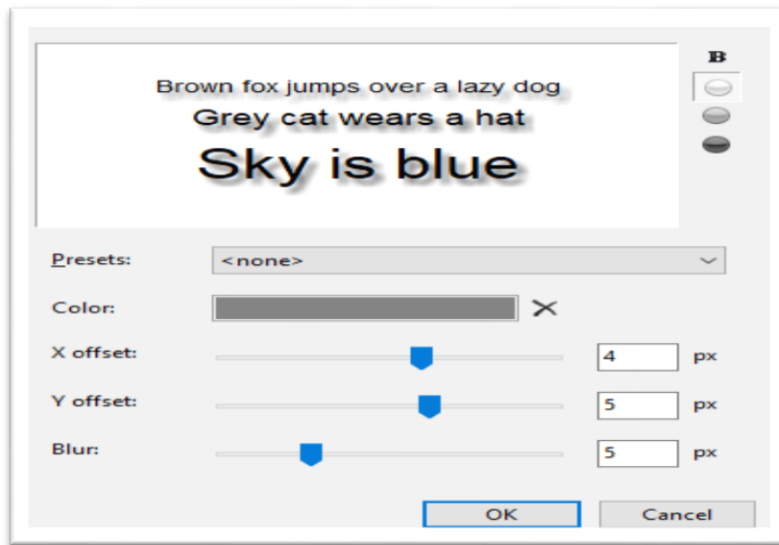 Brown fox jumps over a lazy dog
Grey cat wears a hat
Sky is blue
B
Presets: <none>
Color:
X offset: 4 px
Y offset: 5 px
Blur: 5 px
OK Cancel